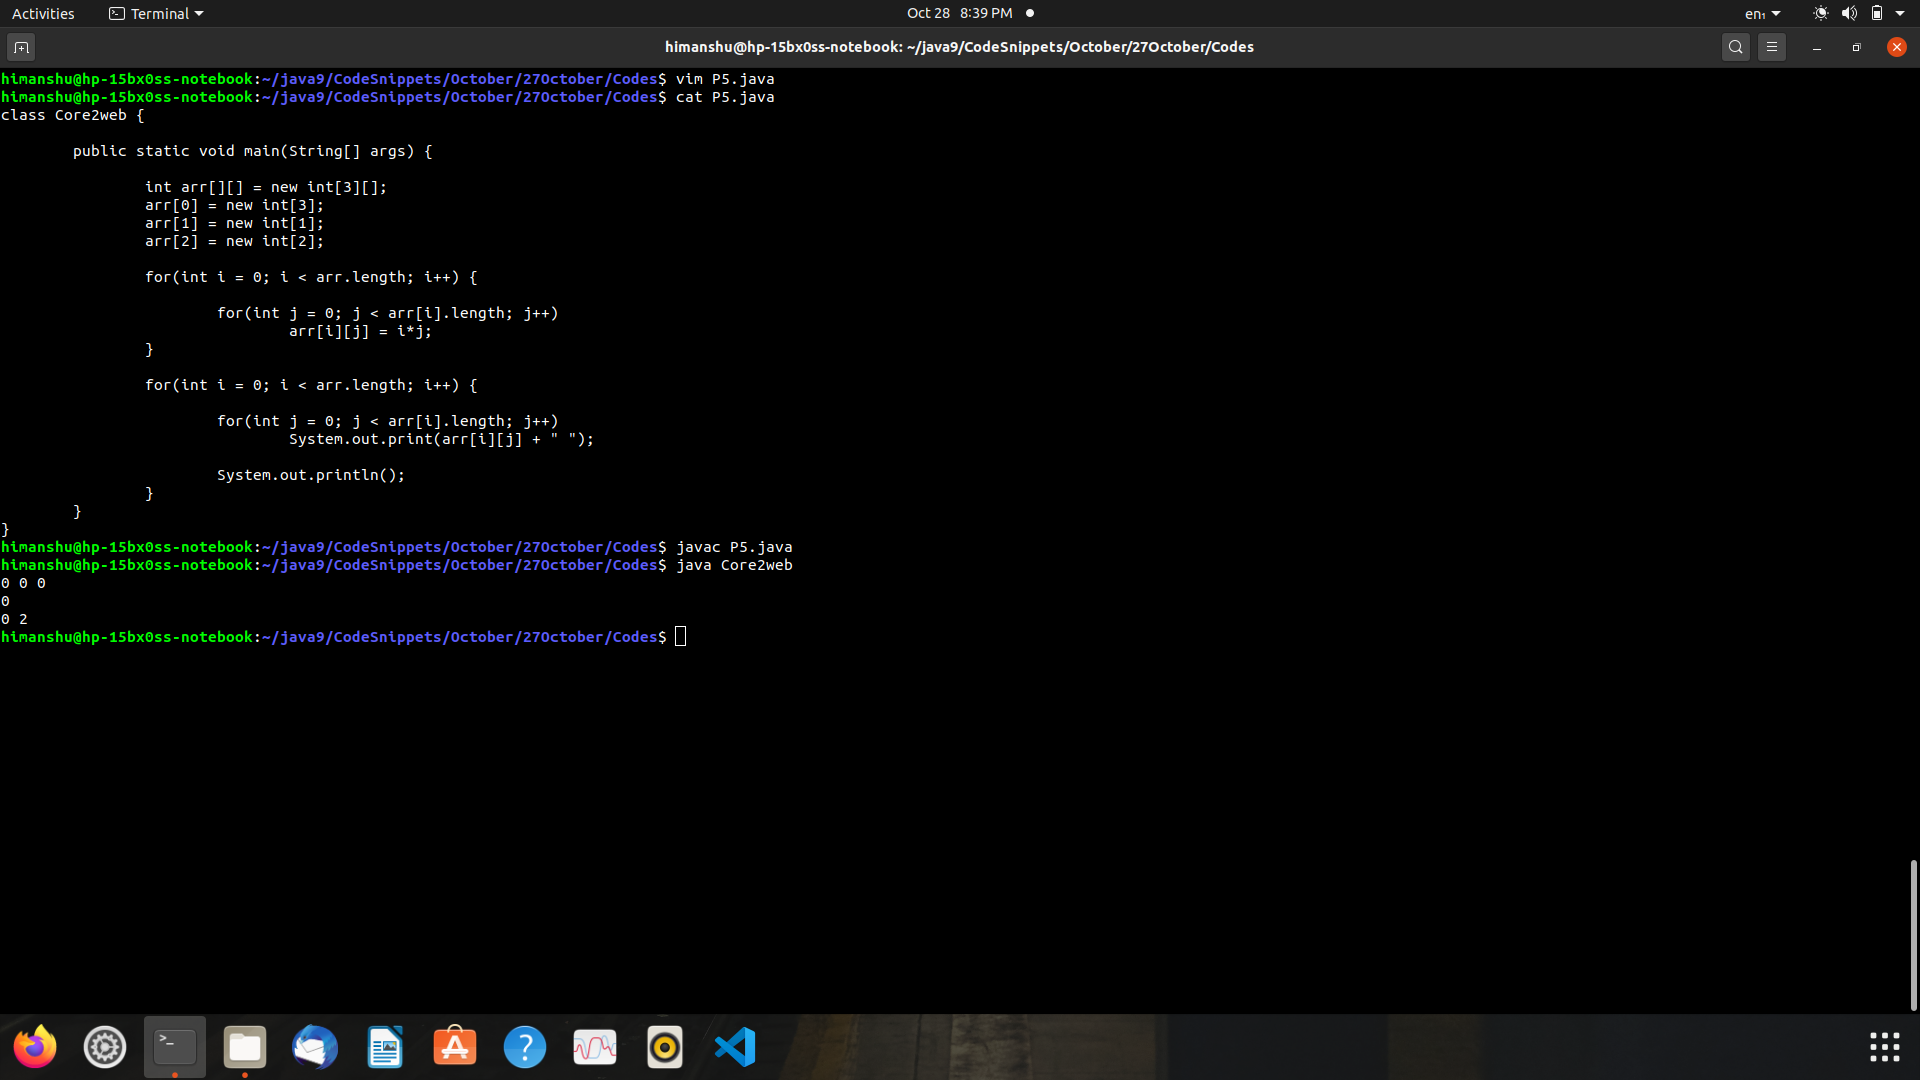 Activities Terminal Oct 28 8:39 PM en₁
himanshu@hp-15bx0ss-notebook: ~/java9/CodeSnippets/October/27October/Codes
himanshu@hp-15bx0ss-notebook:~/java9/CodeSnippets/October/27October/Codes$ vim P5.java
himanshu@hp-15bx0ss-notebook:~/java9/CodeSnippets/October/27October/Codes$ cat P5.java
class Core2web {
public static void main(String[] args) {
int arr[][] = new int[3][];
arr[0] = new int[3];
arr[1] = new int[1];
arr[2] = new int[2];
for(int i = 0; i < arr.length; i++) {
for(int j = 0; j < arr[i].length; j++)
arr[i][j] = i*j;
}
for(int i = 0; i < arr.length; i++) {
for(int j = 0; j < arr[i].length; j++)
System.out.print(arr[i][j] + " ");
System.out.println();
}
}
}
himanshu@hp-15bx0ss-notebook:~/java9/CodeSnippets/October/27October/Codes$ javac P5.java
himanshu@hp-15bx0ss-notebook:~/java9/CodeSnippets/October/27October/Codes$ java Core2web
0 0 0
0
0 2
himanshu@hp-15bx0ss-notebook:~/java9/CodeSnippets/October/27October/Codes$